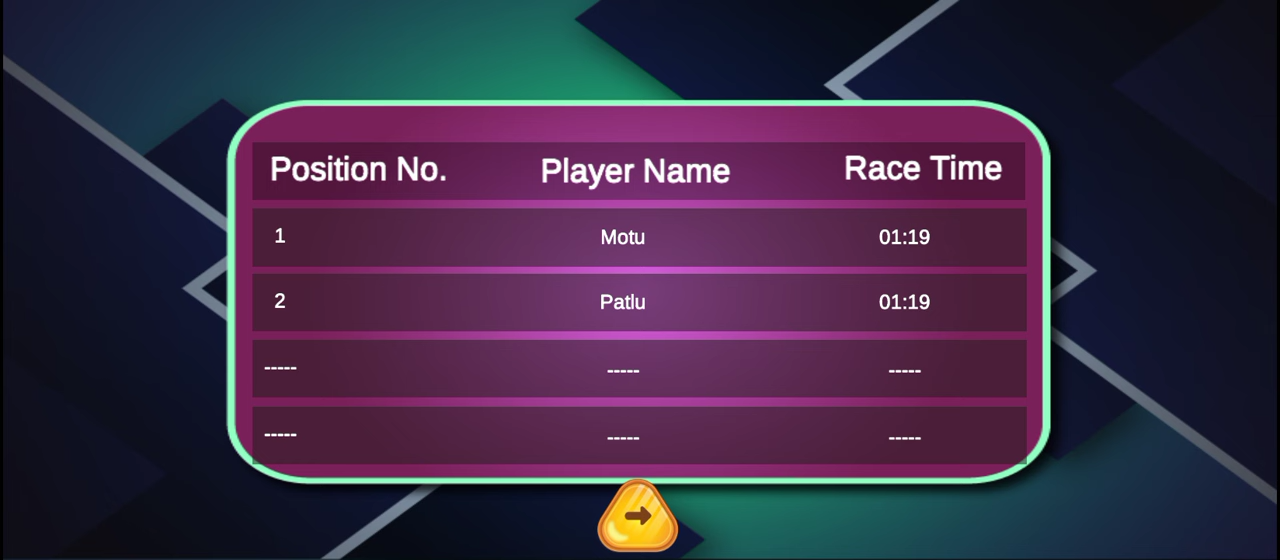 Position No. Player Name Race Time
1 Motu 01:19
2 Patlu 01:19
----- ----- -----
----- ----- -----